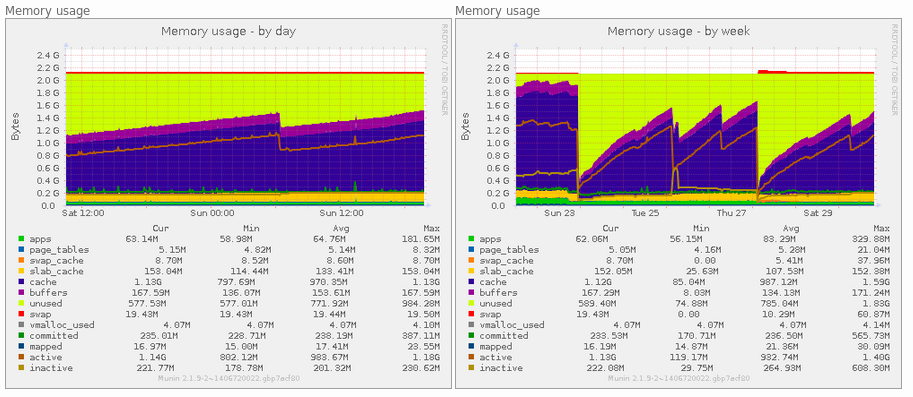 Memory usage
Memory usage - by day
RRDTOOL / TOBI OETIKER
2.4 G
2.2 G
2.0 G
1.8 G
1.6 G
1.4 G
1.2 G
1.0 G
0.8 G
0.6 G
0.4 G
0.2 G
0.0
Bytes
Sat 12:00 Sun 00:00 Sun 12:00
Cur Min Avg Max
apps 63.14M 58.98M 64.76M 181.65M
page_tables 5.15M 4.82M 5.14M 8.32M
swap_cache 8.70M 8.52M 8.60M 8.70M
slab_cache 153.04M 114.44M 133.41M 153.04M
cache 1.13G 797.69M 970.35M 1.13G
buffers 167.59M 136.07M 153.61M 167.59M
unused 577.53M 577.01M 771.92M 984.28M
swap 19.43M 19.43M 19.44M 19.50M
vmalloc_used 4.07M 4.07M 4.07M 4.10M
committed 235.01M 228.71M 238.19M 387.11M
mapped 16.97M 15.00M 17.41M 23.55M
active 1.14G 802.12M 983.67M 1.18G
inactive 221.77M 178.78M 201.32M 230.62M
Munin 2.1.9-2~1406720022.gbp7acf80
Memory usage
Memory usage - by week
RRDTOOL / TOBI OETIKER
2.4 G
2.2 G
2.0 G
1.8 G
1.6 G
1.4 G
1.2 G
1.0 G
0.8 G
0.6 G
0.4 G
0.2 G
0.0
Bytes
Sun 23 Tue 25 Thu 27 Sat 29
Cur Min Avg Max
apps 62.06M 56.15M 83.29M 329.88M
page_tables 5.05M 4.16M 5.28M 21.04M
swap_cache 8.70M 0.00 5.41M 37.96M
slab_cache 152.05M 25.63M 107.53M 152.38M
cache 1.12G 85.04M 987.12M 1.59G
buffers 167.29M 8.03M 134.13M 171.24M
unused 589.40M 74.88M 785.04M 1.83G
swap 19.43M 0.00 10.29M 60.87M
vmalloc_used 4.07M 4.07M 4.07M 4.14M
committed 233.53M 170.71M 236.50M 565.73M
mapped 16.19M 14.87M 21.36M 30.09M
active 1.13G 119.17M 932.74M 1.40G
inactive 222.08M 29.75M 264.93M 608.30M
Munin 2.1.9-2~1406720022.gbp7acf80